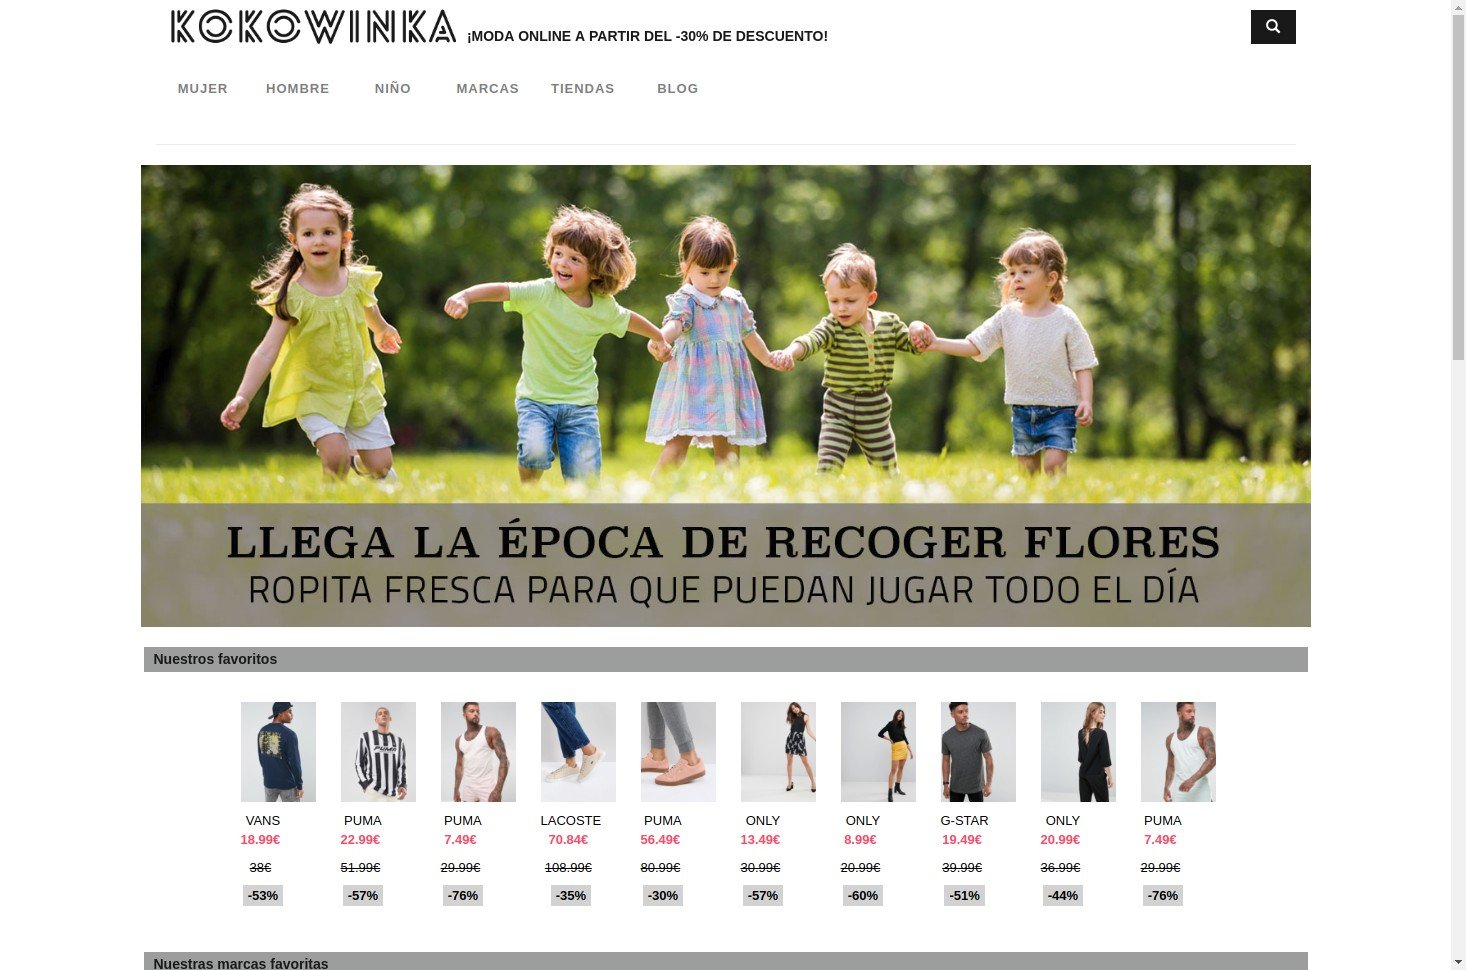 KOKOWINKA ¡MODA ONLINE A PARTIR DEL -30% DE DESCUENTO!
MUJER HOMBRE NIÑO MARCAS TIENDAS BLOG
LLEGA LA ÉPOCA DE RECOGER FLORES
ROPITA FRESCA PARA QUE PUEDAN JUGAR TODO EL DÍA
Nuestros favoritos
PUMA
VANS PUMA PUMA LACOSTE PUMA ONLY ONLY G-STAR ONLY PUMA
18.99€ 22.99€ 7.49€ 70.84€ 56.49€ 13.49€ 8.99€ 19.49€ 20.99€ 7.49€
38€ 51.99€ 29.99€ 108.99€ 80.99€ 30.99€ 20.99€ 39.99€ 36.99€ 29.99€
-53% -57% -76% -35% -30% -57% -60% -51% -44% -76%
Nuestras marcas favoritas